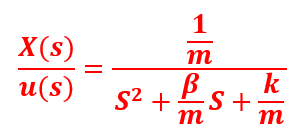 X(s)/u(s) = (1/m)/(S² + (β/m)S + k/m)